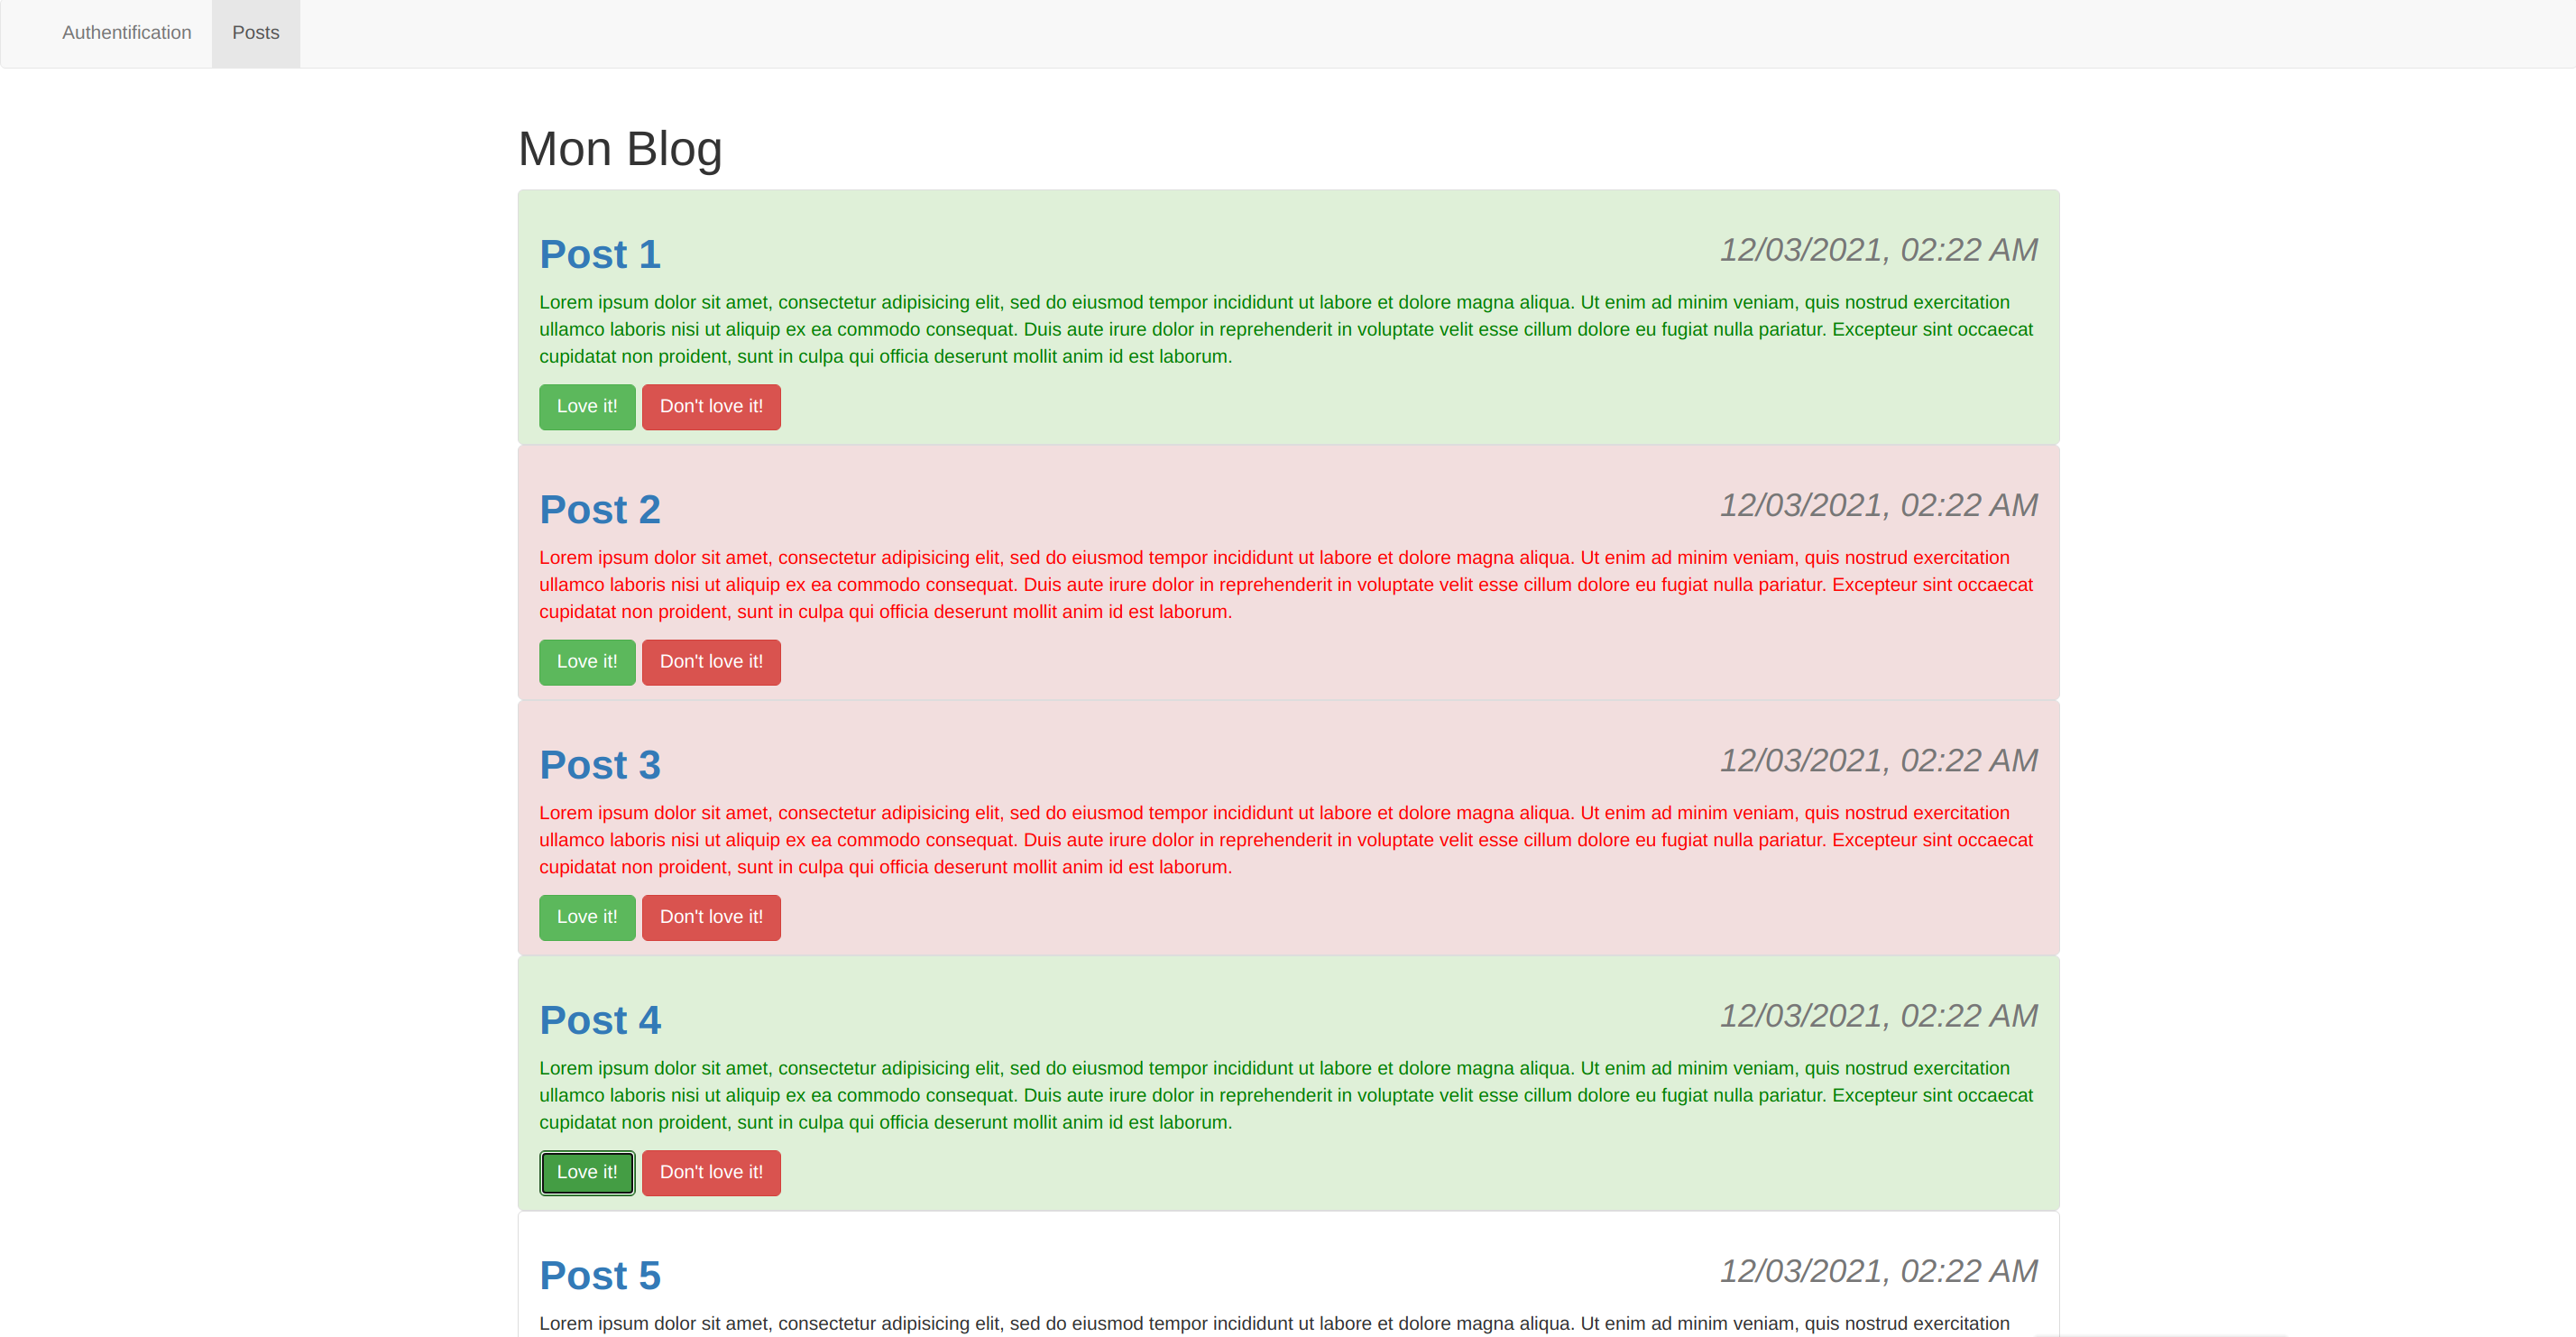 Authentification Posts
Mon Blog
Post 1 12/03/2021, 02:22 AM
Lorem ipsum dolor sit amet, consectetur adipisicing elit, sed do eiusmod tempor incididunt ut labore et dolore magna aliqua. Ut enim ad minim veniam, quis nostrud exercitation
ullamco laboris nisi ut aliquip ex ea commodo consequat. Duis aute irure dolor in reprehenderit in voluptate velit esse cillum dolore eu fugiat nulla pariatur. Excepteur sint occaecat
cupidatat non proident, sunt in culpa qui officia deserunt mollit anim id est laborum.
Love it! Don't love it!
Post 2 12/03/2021, 02:22 AM
Lorem ipsum dolor sit amet, consectetur adipisicing elit, sed do eiusmod tempor incididunt ut labore et dolore magna aliqua. Ut enim ad minim veniam, quis nostrud exercitation
ullamco laboris nisi ut aliquip ex ea commodo consequat. Duis aute irure dolor in reprehenderit in voluptate velit esse cillum dolore eu fugiat nulla pariatur. Excepteur sint occaecat
cupidatat non proident, sunt in culpa qui officia deserunt mollit anim id est laborum.
Love it! Don't love it!
Post 3 12/03/2021, 02:22 AM
Lorem ipsum dolor sit amet, consectetur adipisicing elit, sed do eiusmod tempor incididunt ut labore et dolore magna aliqua. Ut enim ad minim veniam, quis nostrud exercitation
ullamco laboris nisi ut aliquip ex ea commodo consequat. Duis aute irure dolor in reprehenderit in voluptate velit esse cillum dolore eu fugiat nulla pariatur. Excepteur sint occaecat
cupidatat non proident, sunt in culpa qui officia deserunt mollit anim id est laborum.
Love it! Don't love it!
Post 4 12/03/2021, 02:22 AM
Lorem ipsum dolor sit amet, consectetur adipisicing elit, sed do eiusmod tempor incididunt ut labore et dolore magna aliqua. Ut enim ad minim veniam, quis nostrud exercitation
ullamco laboris nisi ut aliquip ex ea commodo consequat. Duis aute irure dolor in reprehenderit in voluptate velit esse cillum dolore eu fugiat nulla pariatur. Excepteur sint occaecat
cupidatat non proident, sunt in culpa qui officia deserunt mollit anim id est laborum.
Love it! Don't love it!
Post 5 12/03/2021, 02:22 AM
Lorem ipsum dolor sit amet, consectetur adipisicing elit, sed do eiusmod tempor incididunt ut labore et dolore magna aliqua. Ut enim ad minim veniam, quis nostrud exercitation